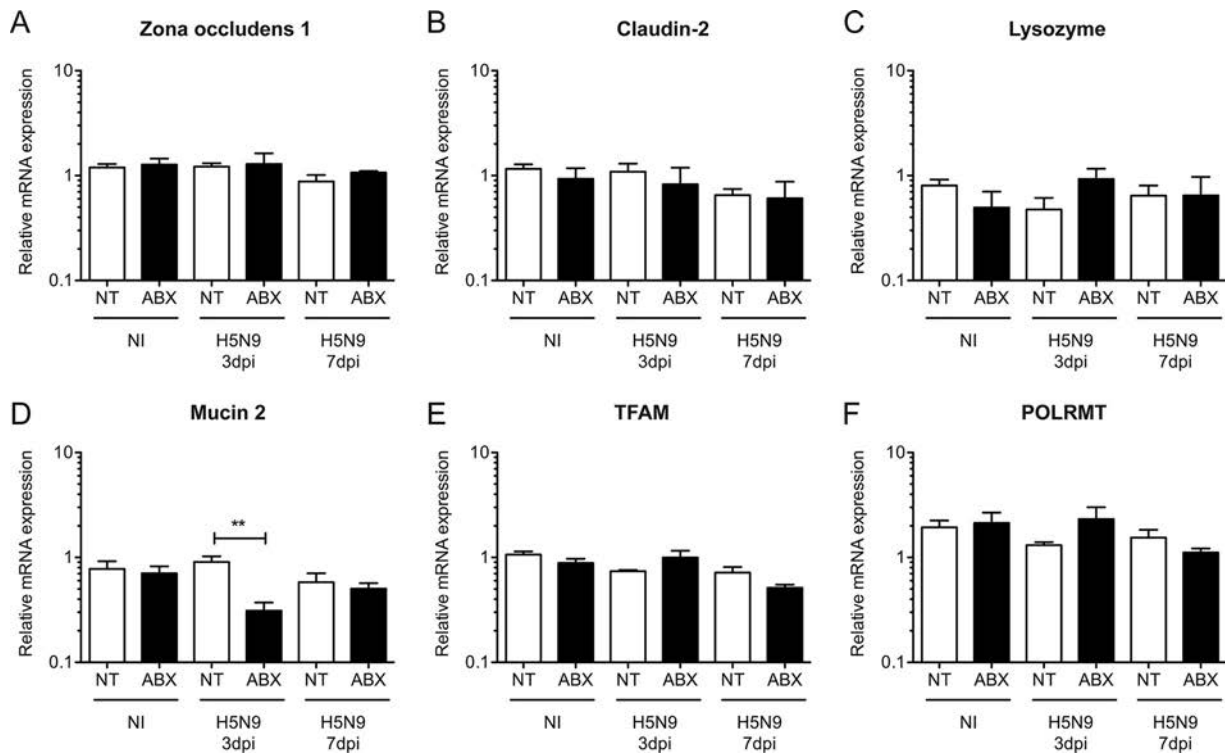 A
Zona occludens 1
Relative mRNA expression
10
1
0.1
NT ABX NT ABX NT ABX
NI H5N9 H5N9
3dpi 7dpi
B
Claudin-2
Relative mRNA expression
10
1
0.1
NT ABX NT ABX NT ABX
NI H5N9 H5N9
3dpi 7dpi
C
Lysozyme
Relative mRNA expression
10
1
0.1
NT ABX NT ABX NT ABX
NI H5N9 H5N9
3dpi 7dpi
D
Mucin 2
Relative mRNA expression
10
1
0.1
**
NT ABX NT ABX NT ABX
NI H5N9 H5N9
3dpi 7dpi
E
TFAM
Relative mRNA expression
10
1
0.1
NT ABX NT ABX NT ABX
NI H5N9 H5N9
3dpi 7dpi
F
POLRMT
Relative mRNA expression
10
1
0.1
NT ABX NT ABX NT ABX
NI H5N9 H5N9
3dpi 7dpi